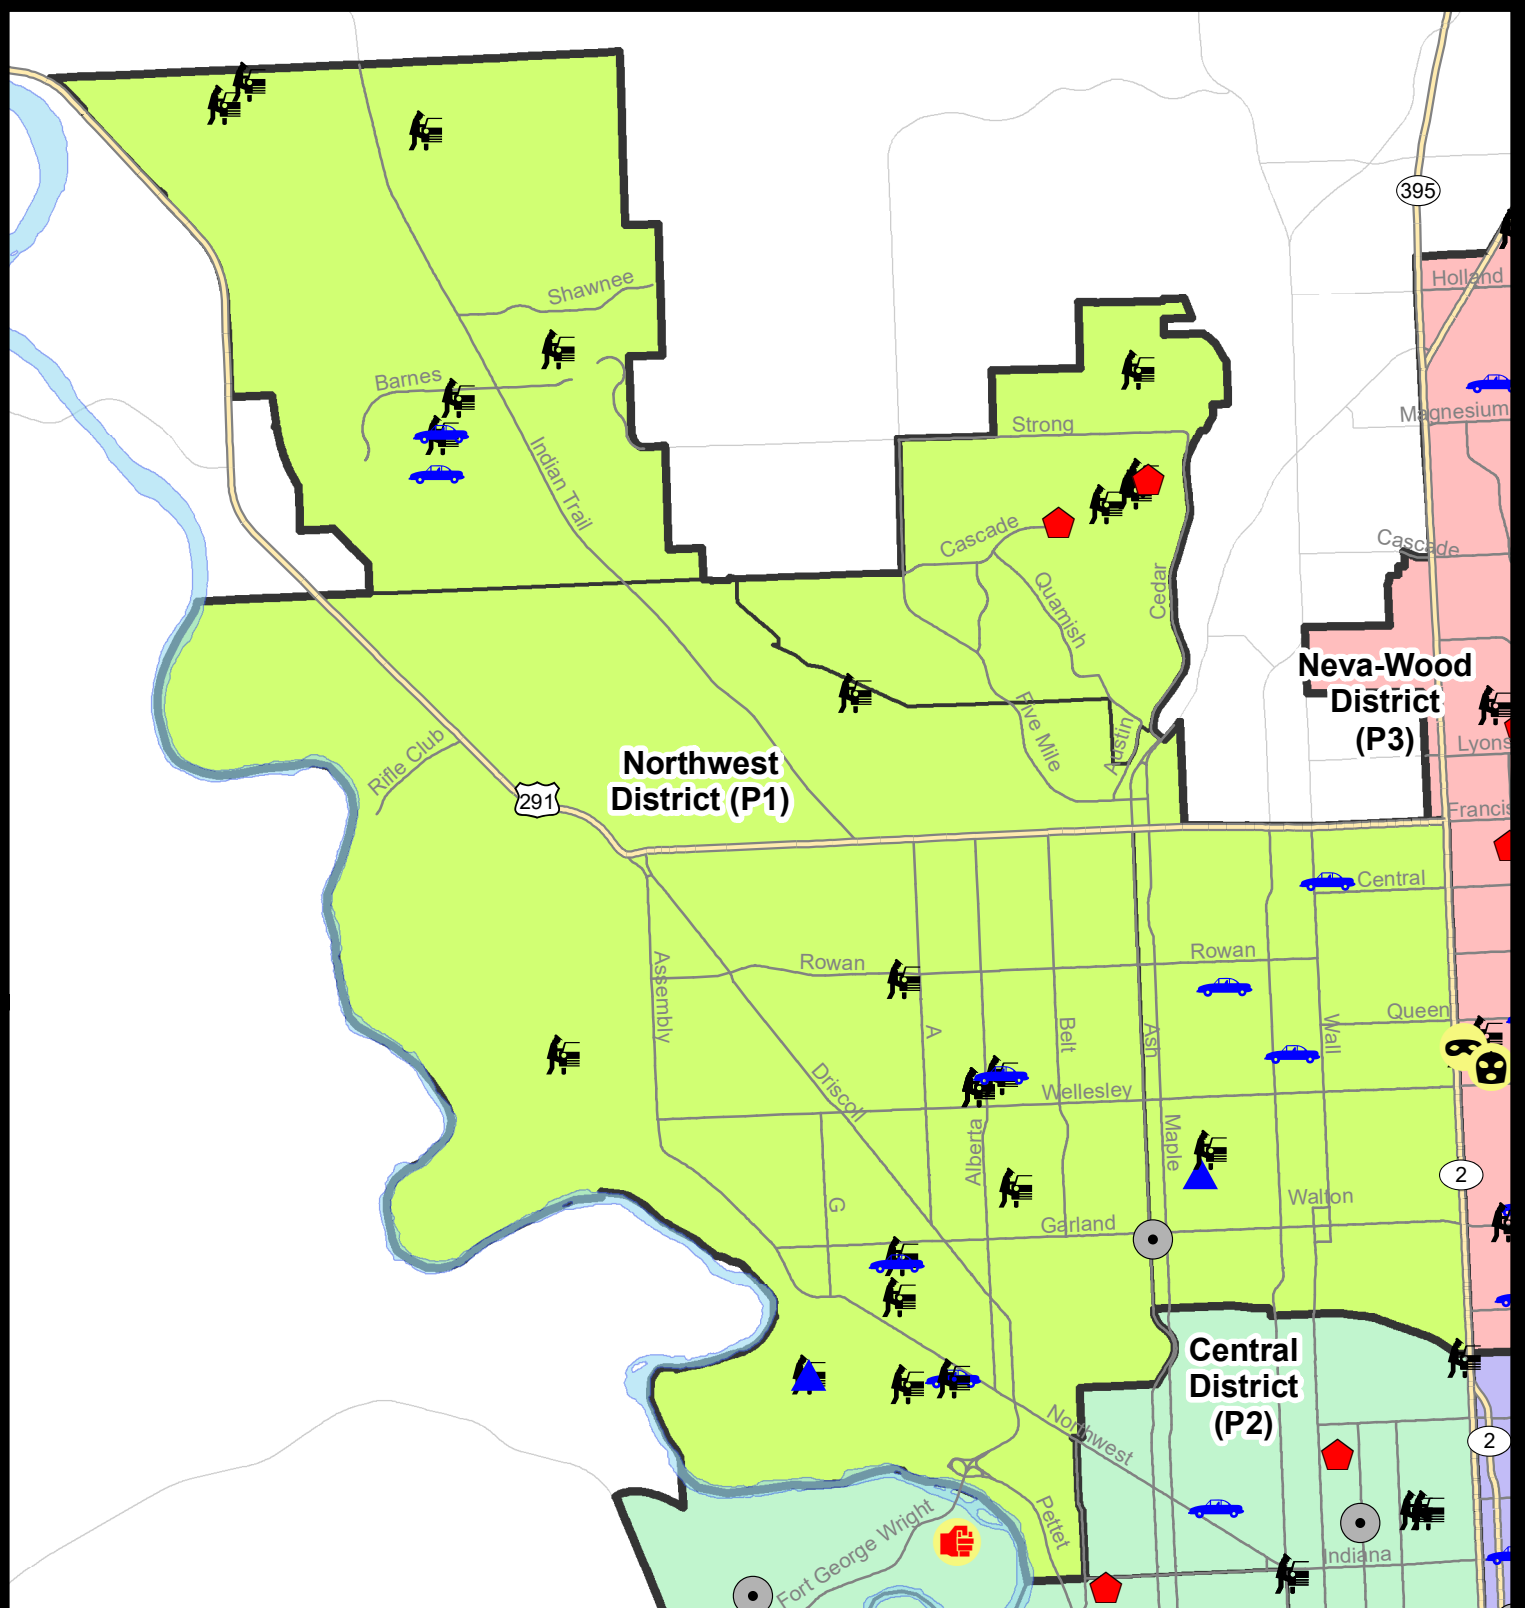 395
Holland
Shawnee
Barnes
Magnesium
Strong
Indian Trail
Cascade
Cascade
Quamish
Cedar
Neva-Wood
District
(P3)
Five Mile
Austin
Lyons
Rifle Club
Northwest
District (P1)
291
Francis
Central
Rowan
Rowan
Assembly
Queen
A
Belt
Ash
Wall
Driscoll
Wellesley
Alberta
Maple
2
G
Garland
Walton
Central
District
(P2)
Northwest
2
Fort George Wright
Pettet
Indiana